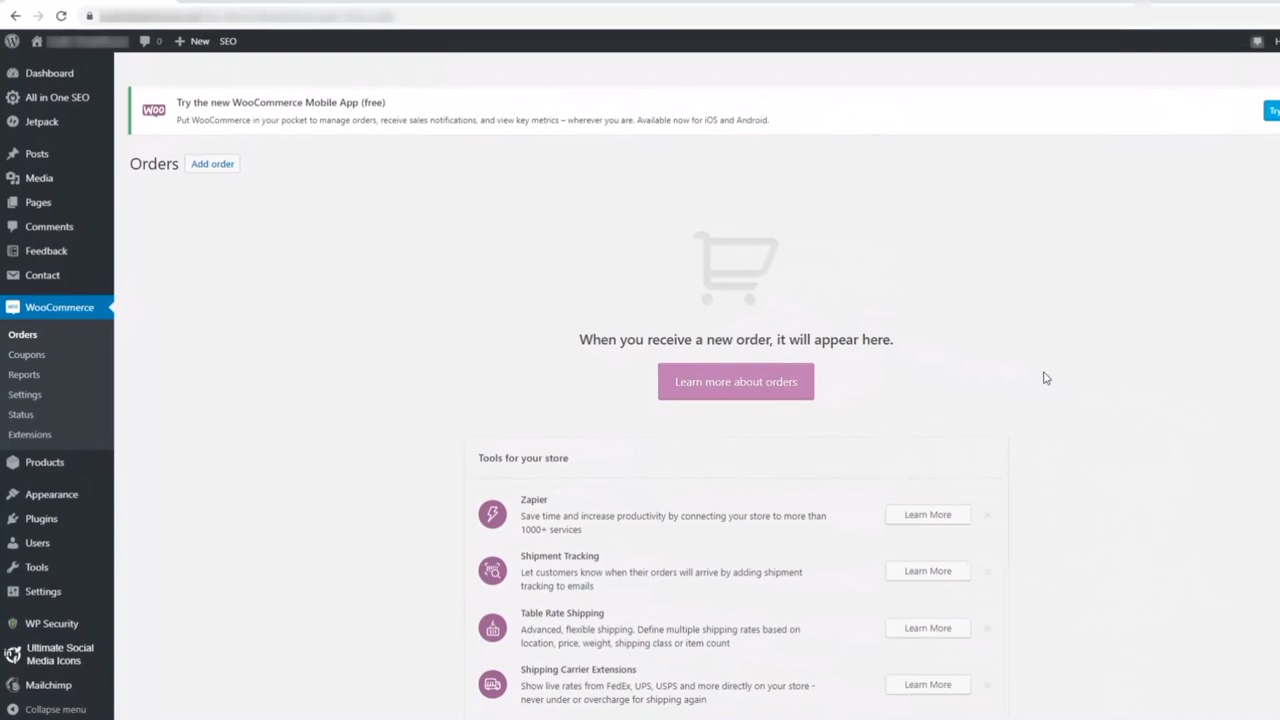 0 New SEO
Dashboard
All in One SEO
Jetpack
Posts
Media
Pages
Comments
Feedback
Contact
WooCommerce
Orders
Coupons
Reports
Settings
Status
Extensions
Products
Appearance
Plugins
Users
Tools
Settings
WP Security
Ultimate Social
Media Icons
Mailchimp
Collapse menu
WOO
Try the new WooCommerce Mobile App (free)
Put WooCommerce in your pocket to manage orders, receive sales notifications, and view key metrics – wherever you are. Available now for iOS and Android.
Try
Orders Add order
When you receive a new order, it will appear here.
Learn more about orders
Tools for your store
Zapier
Save time and increase productivity by connecting your store to more than
1000+ services
Learn More
Shipment Tracking
Let customers know when their orders will arrive by adding shipment
tracking to emails
Learn More
Table Rate Shipping
Advanced, flexible shipping. Define multiple shipping rates based on
location, price, weight, shipping class or item count
Learn More
Shipping Carrier Extensions
Show live rates from FedEx, UPS, USPS and more directly on your store -
never under or overcharge for shipping again
Learn More